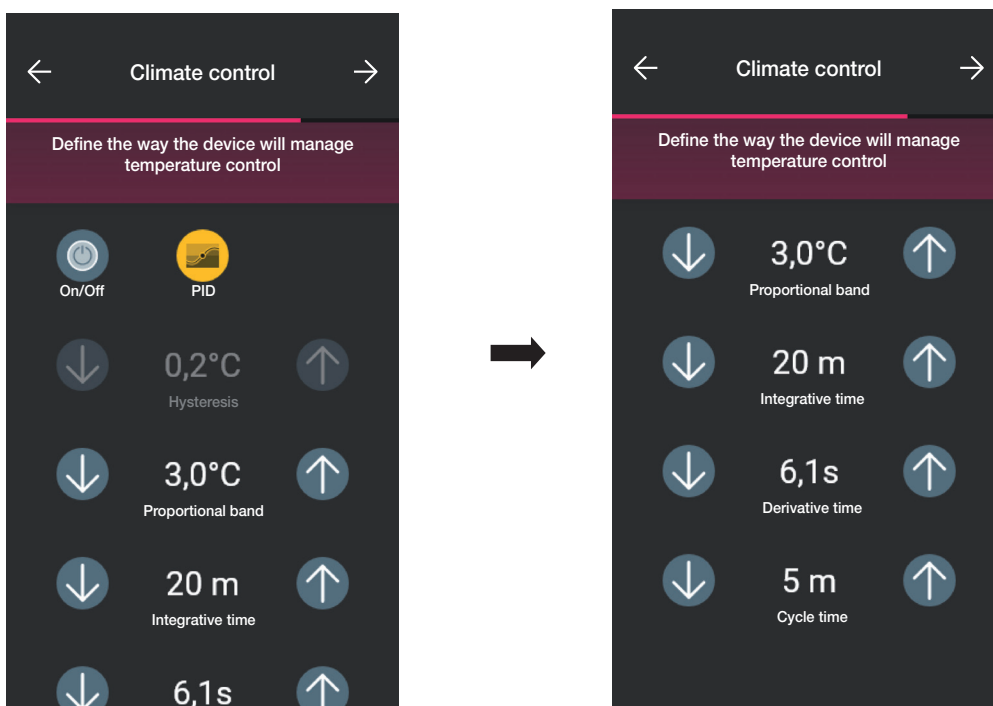 Climate control
Define the way the device will manage
temperature control
On/Off
PID
0,2°C
Hysteresis
3,0°C
Proportional band
20 m
Integrative time
6,1s
Climate control
Define the way the device will manage
temperature control
3,0°C
Proportional band
20 m
Integrative time
6,1s
Derivative time
5 m
Cycle time